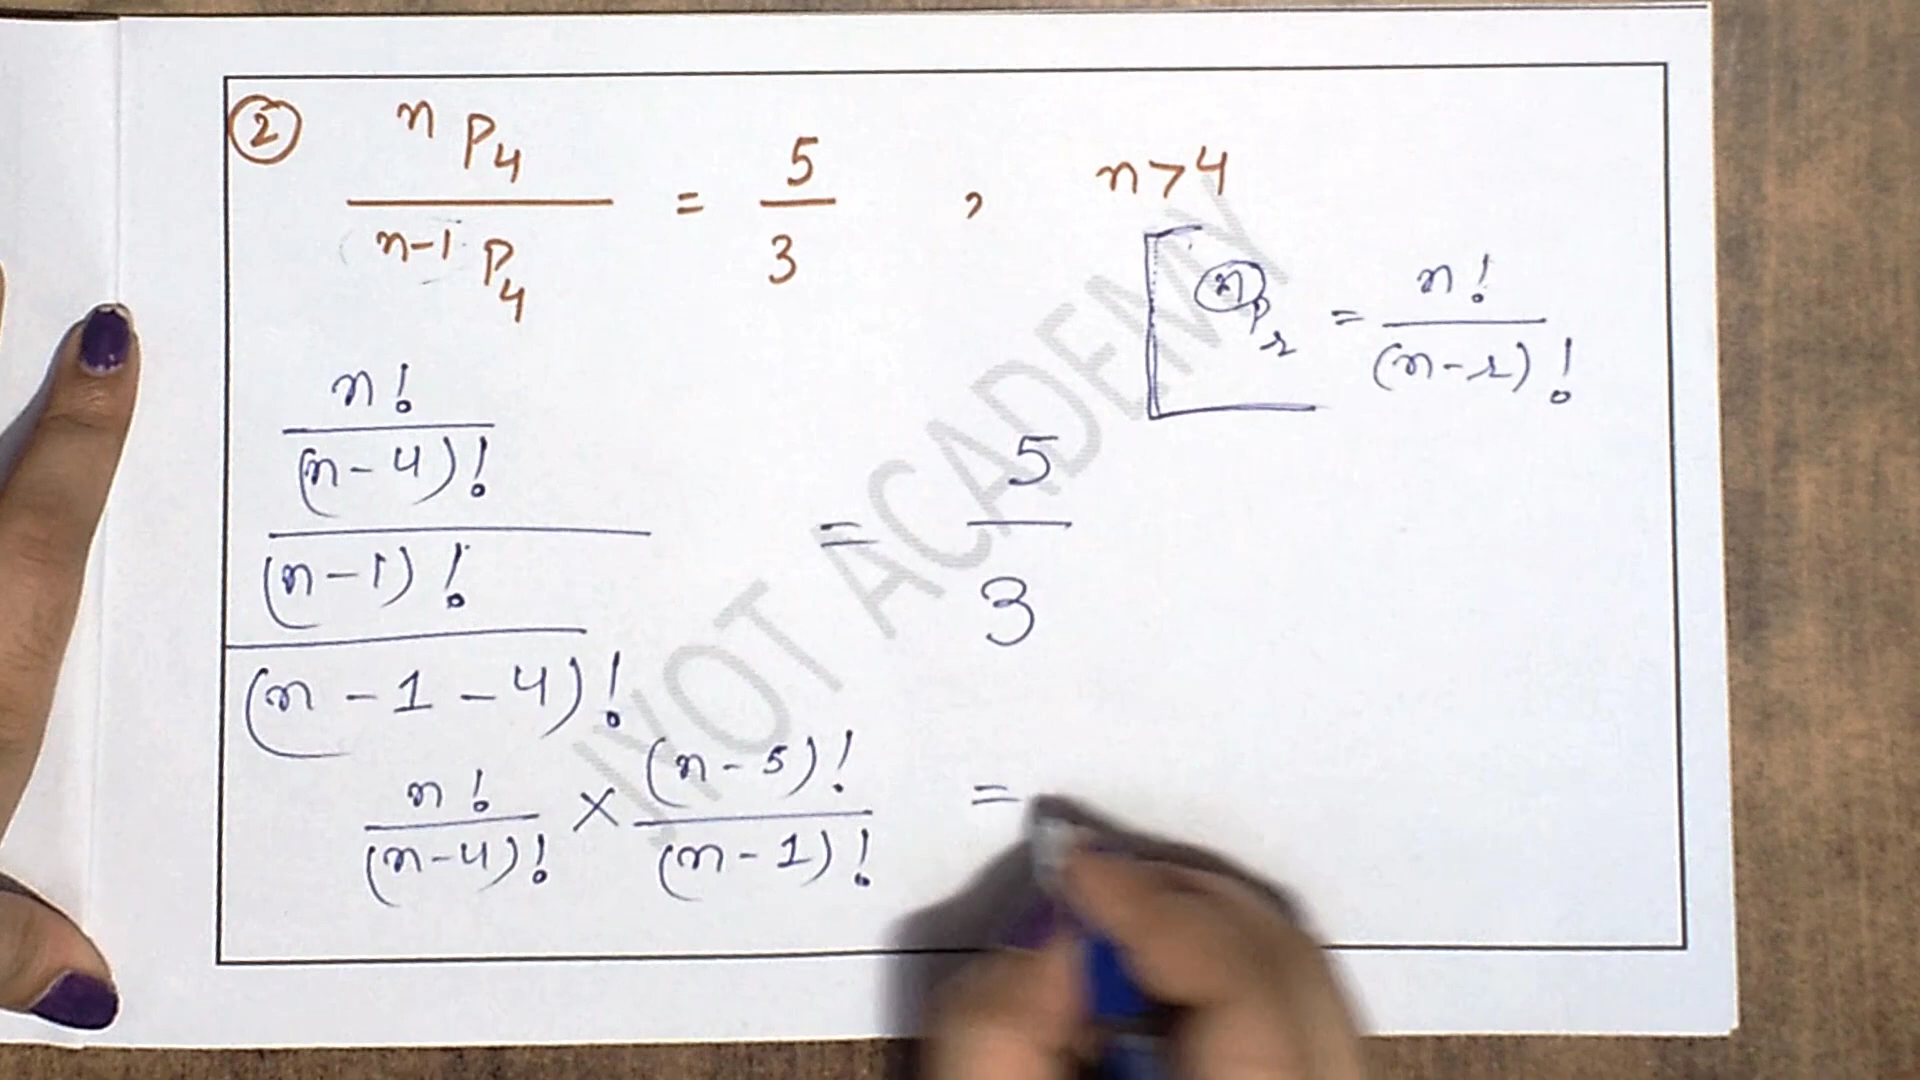 ② ⁿP₄ / ⁿ⁻¹P₄ = 5/3 , n>4
ⁿPᵣ = n! / (n-r)!
n! / (n-4)!
(n-1)! / (n-1-4)! = 5/3
n! / (n-4)! × (n-5)! / (n-1)! =
JYOT ACADEMY